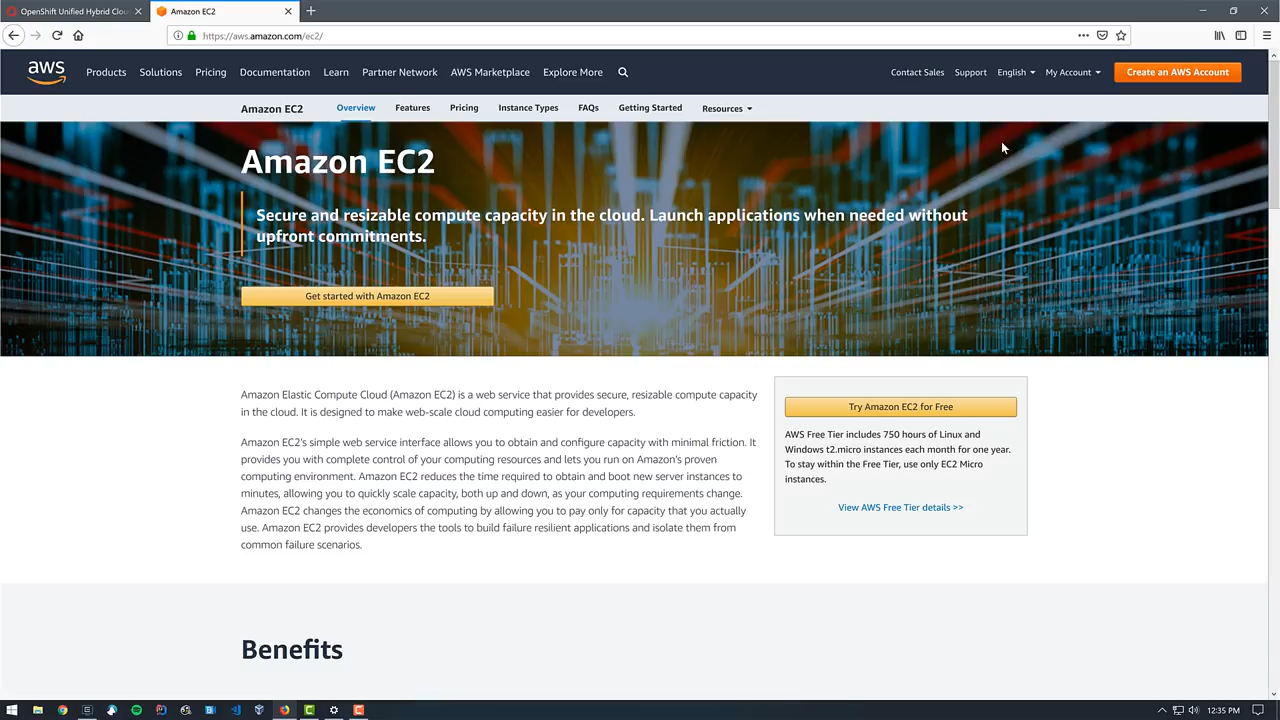 OpenShift Unified Hybrid Clou
Amazon EC2
https://aws.amazon.com/ec2/
aws
Products
Solutions
Pricing
Documentation
Learn
Partner Network
AWS Marketplace
Explore More
Contact Sales
Support
English
My Account
Create an AWS Account
Amazon EC2
Overview
Features
Pricing
Instance Types
FAQs
Getting Started
Resources
Amazon EC2
Secure and resizable compute capacity in the cloud. Launch applications when needed without
upfront commitments.
Get started with Amazon EC2
Amazon Elastic Compute Cloud (Amazon EC2) is a web service that provides secure, resizable compute capacity
in the cloud. It is designed to make web-scale cloud computing easier for developers.
Amazon EC2's simple web service interface allows you to obtain and configure capacity with minimal friction. It
provides you with complete control of your computing resources and lets you run on Amazon's proven
computing environment. Amazon EC2 reduces the time required to obtain and boot new server instances to
minutes, allowing you to quickly scale capacity, both up and down, as your computing requirements change.
Amazon EC2 changes the economics of computing by allowing you to pay only for capacity that you actually
use. Amazon EC2 provides developers the tools to build failure resilient applications and isolate them from
common failure scenarios.
Try Amazon EC2 for Free
AWS Free Tier includes 750 hours of Linux and
Windows t2.micro instances each month for one year.
To stay within the Free Tier, use only EC2 Micro
instances.
View AWS Free Tier details >>
Benefits
12:35 PM